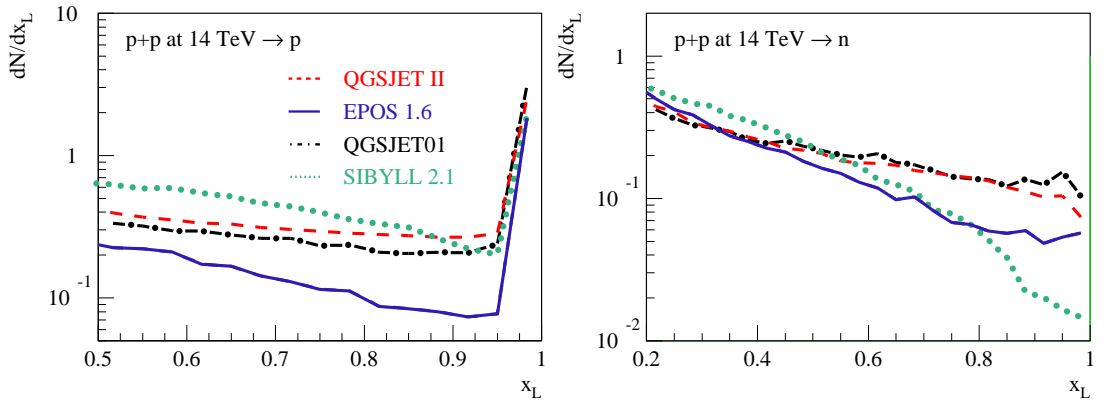 dN/dx_L
p+p at 14 TeV → p
QGSJET II
EPOS 1.6
QGSJET01
SIBYLL 2.1
10
1
10 -1
0.5 0.6 0.7 0.8 0.9 1
x_L
dN/dx_L
p+p at 14 TeV → n
1
10 -1
10 -2
0.2 0.4 0.6 0.8 1
x_L